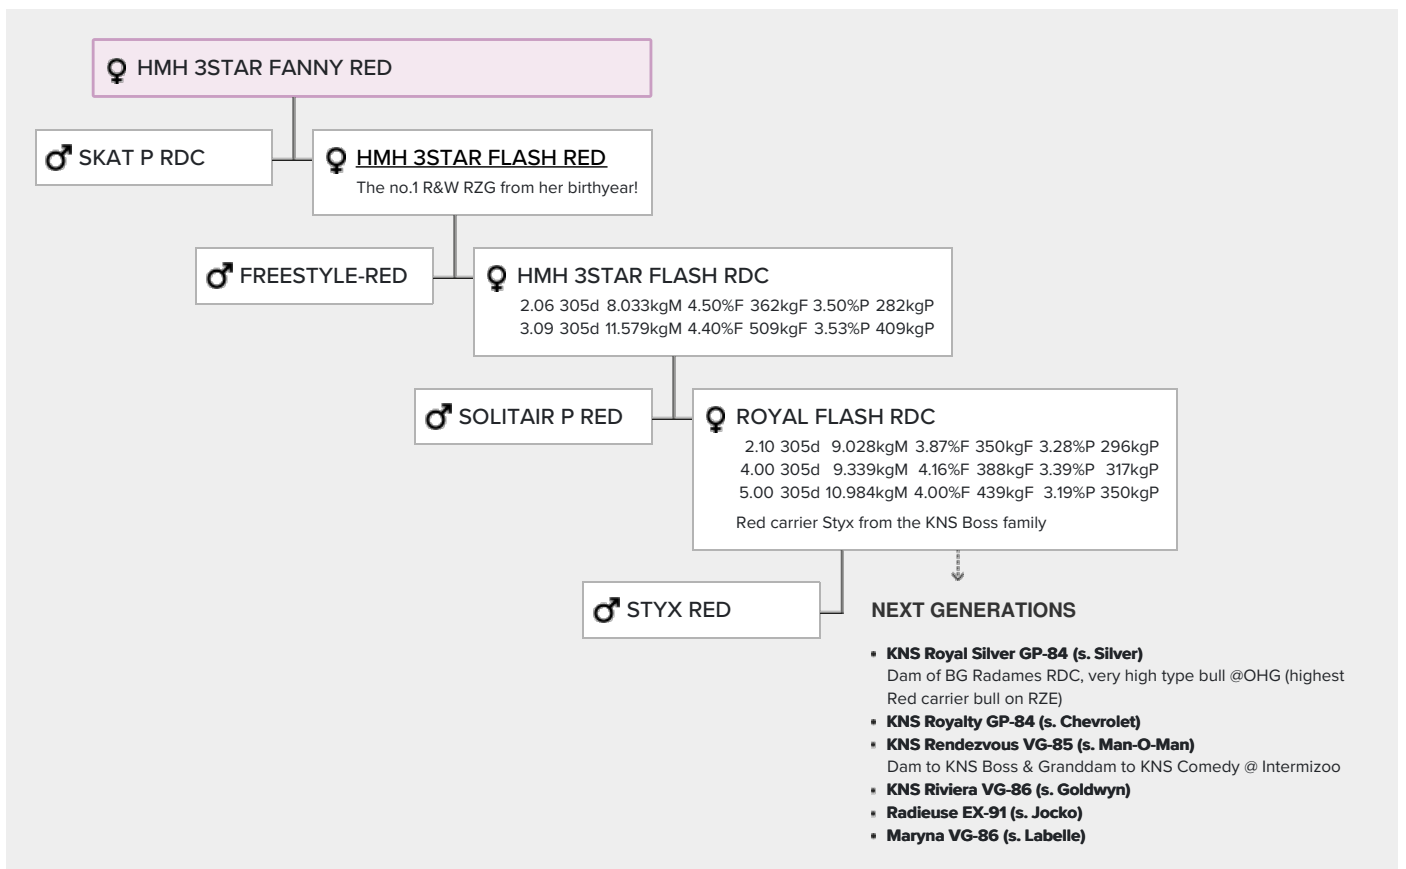 HMH 3STAR FANNY RED
SKAT P RDC
HMH 3STAR FLASH RED
The no.1 R&W RZG from her birthyear!
FREESTYLE-RED
HMH 3STAR FLASH RDC
2.06 305d 8.033kgM 4.50%F 362kgF 3.50%P 282kgP
3.09 305d 11.579kgM 4.40%F 509kgF 3.53%P 409kgP
SOLITAIR P RED
ROYAL FLASH RDC
2.10 305d 9.028kgM 3.87%F 350kgF 3.28%P 296kgP
4.00 305d 9.339kgM 4.16%F 388kgF 3.39%P 317kgP
5.00 305d 10.984kgM 4.00%F 439kgF 3.19%P 350kgP
Red carrier Styx from the KNS Boss family
STYX RED
NEXT GENERATIONS
▪ KNS Royal Silver GP-84 (s. Silver)
Dam of BG Radames RDC, very high type bull @OHG (highest
Red carrier bull on RZE)
▪ KNS Royalty GP-84 (s. Chevrolet)
▪ KNS Rendezvous VG-85 (s. Man-O-Man)
Dam to KNS Boss & Granddam to KNS Comedy @ Intermizoo
▪ KNS Riviera VG-86 (s. Goldwyn)
▪ Radieuse EX-91 (s. Jocko)
▪ Maryna VG-86 (s. Labelle)